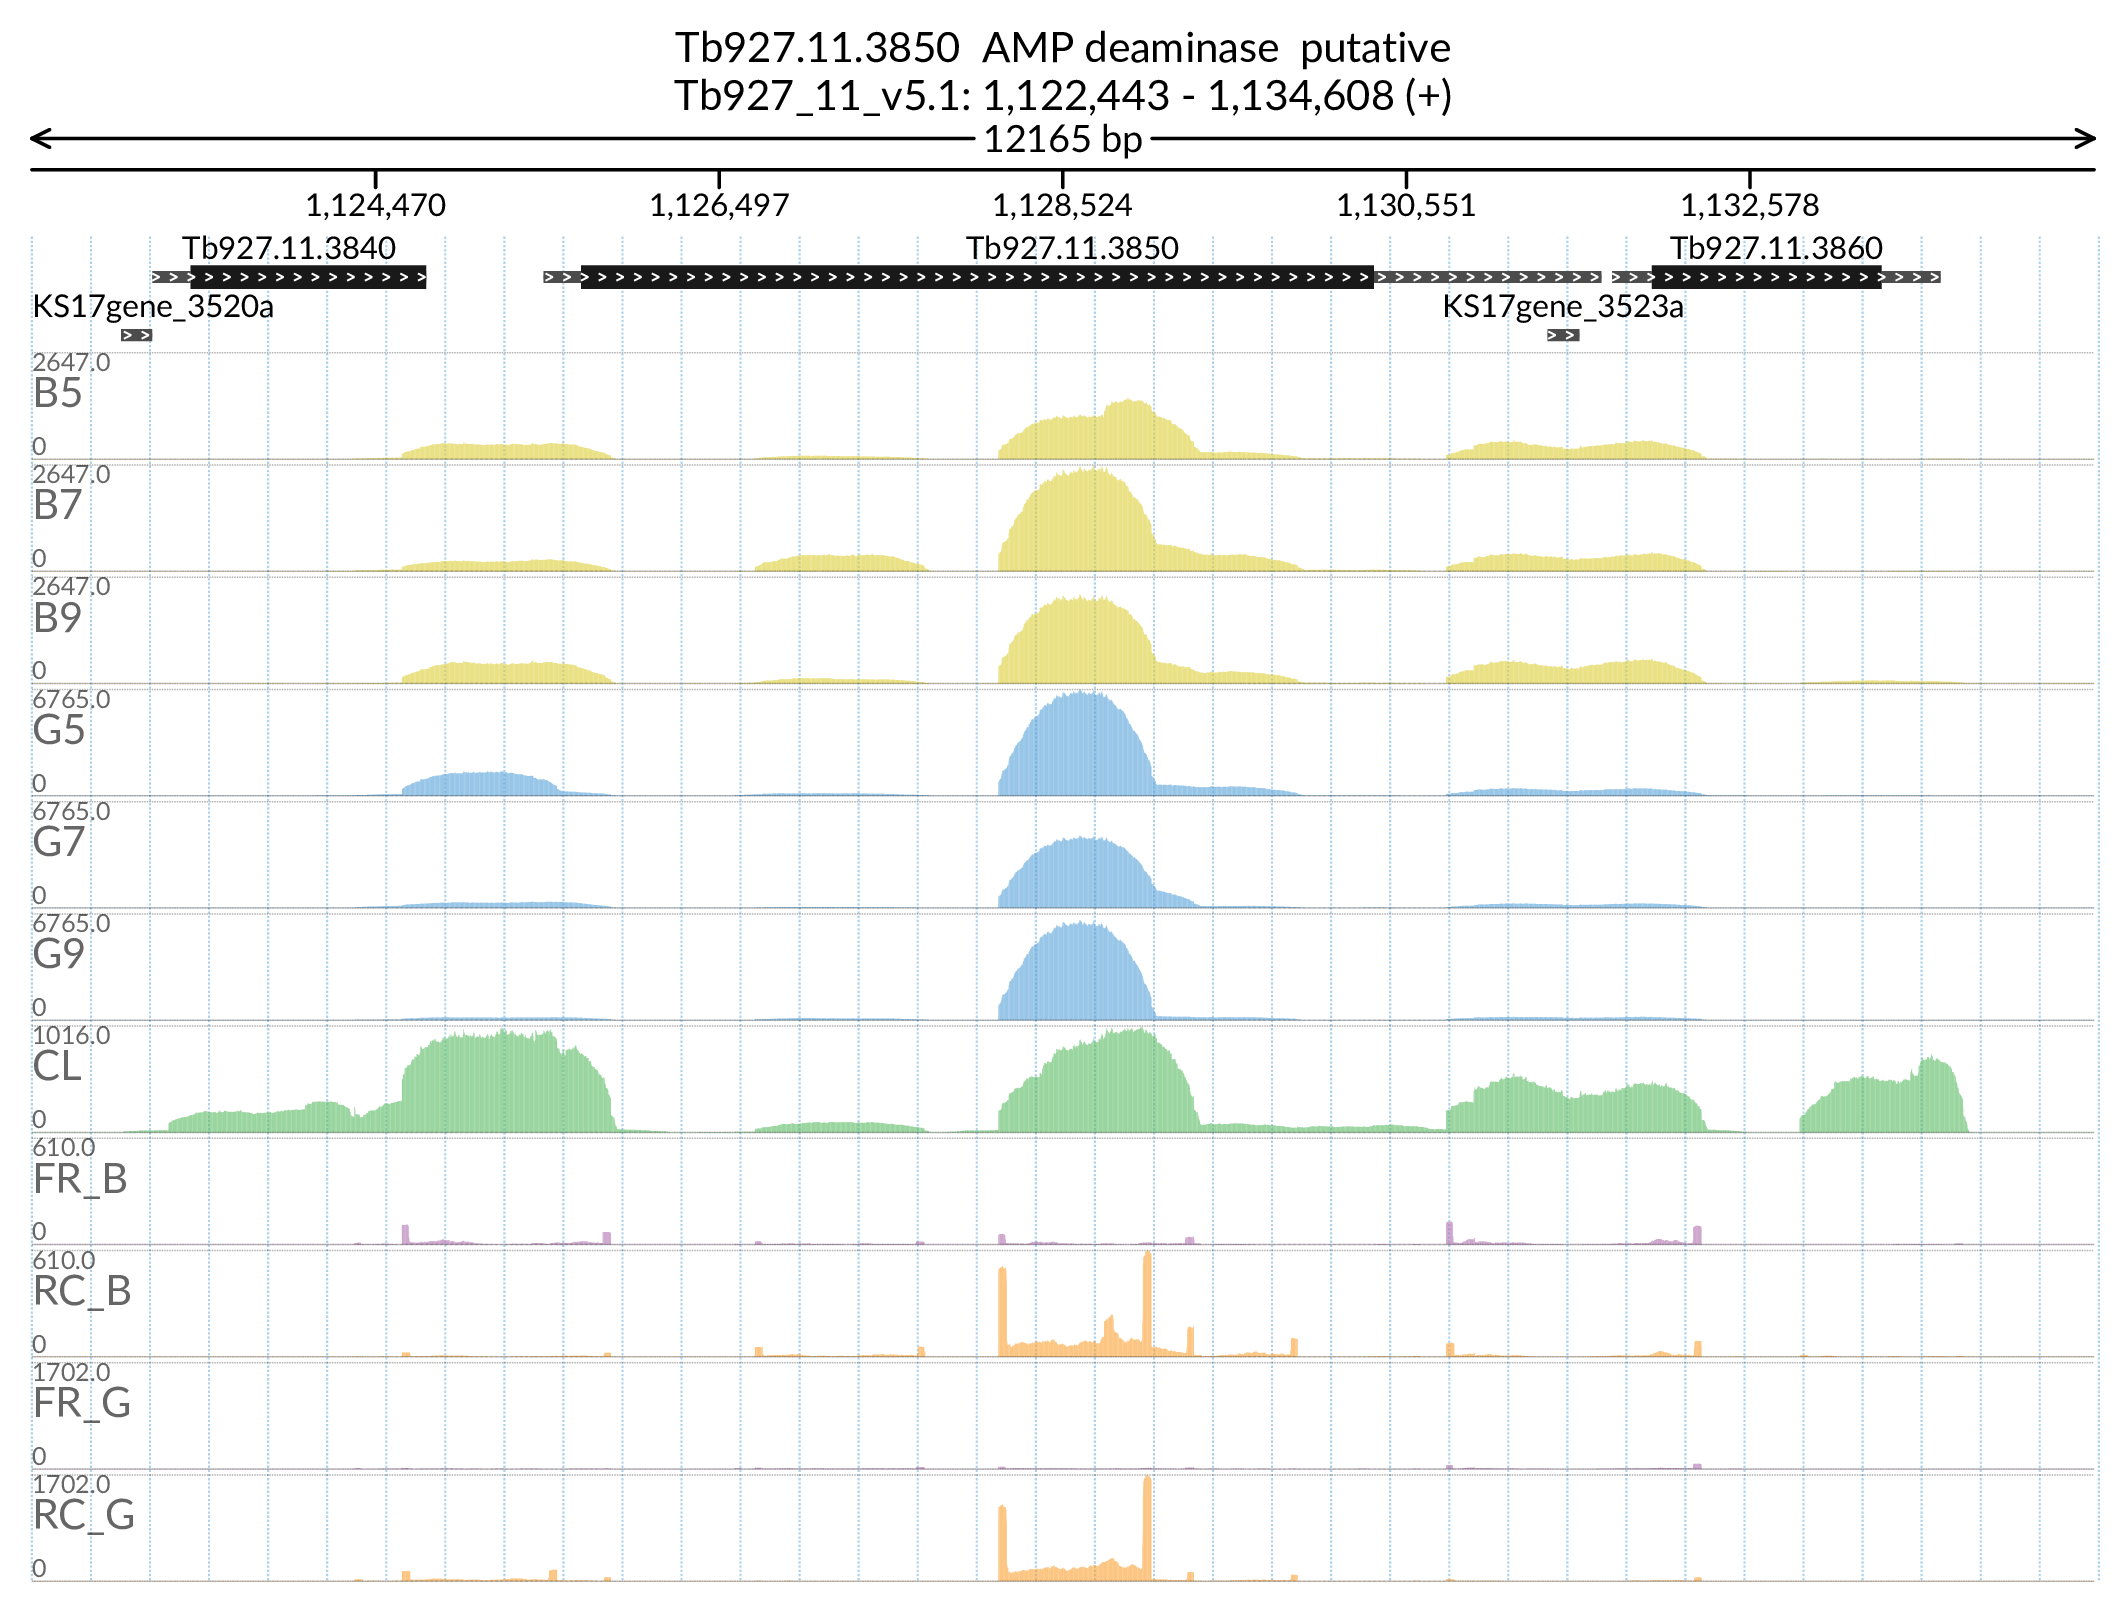 Tb927.11.3850  AMP deaminase  putative
Tb927_11_v5.1: 1,122,443 - 1,134,608 (+)
12165 bp
1,124,470 1,126,497 1,128,524 1,130,551 1,132,578
Tb927.11.3840 Tb927.11.3850 Tb927.11.3860
KS17gene_3520a KS17gene_3523a
2647.0
B5
0
2647.0
B7
0
2647.0
B9
0
6765.0
G5
0
6765.0
G7
0
6765.0
G9
0
1016.0
CL
0
610.0
FR_B
0
610.0
RC_B
0
1702.0
FR_G
0
1702.0
RC_G
0